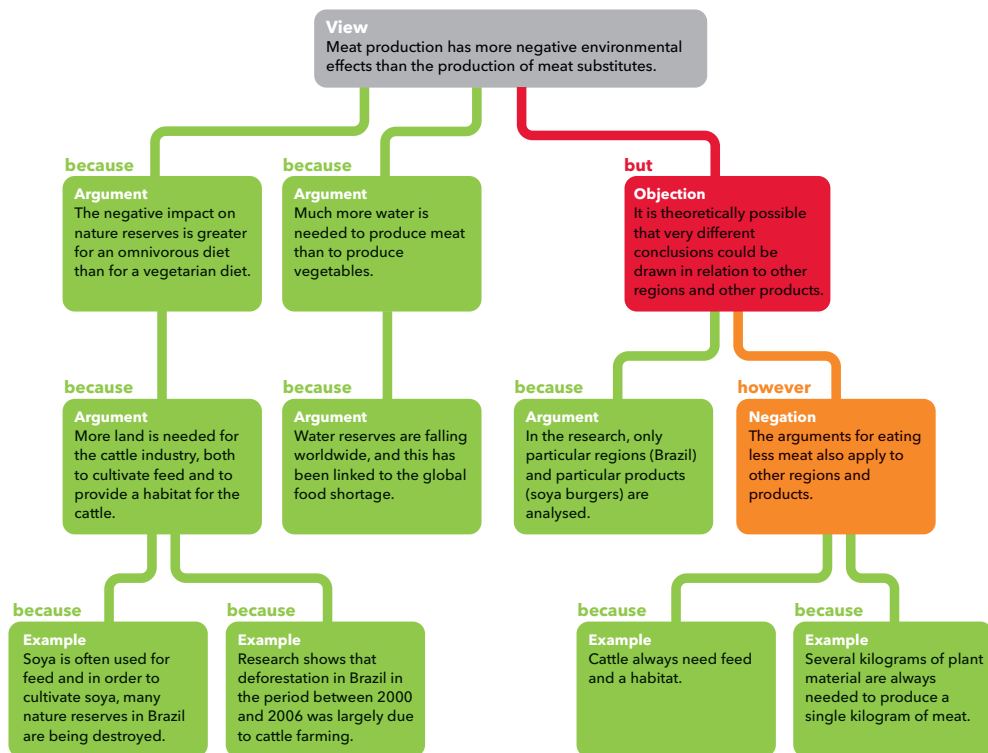 View
Meat production has more negative environmental
effects than the production of meat substitutes.
because
Argument
The negative impact on
nature reserves is greater
for an omnivorous diet
than for a vegetarian diet.
because
Argument
Much more water is
needed to produce meat
than to produce
vegetables.
but
Objection
It is theoretically possible
that very different
conclusions could be
drawn in relation to other
regions and other products.
because
Argument
More land is needed for
the cattle industry, both
to cultivate feed and to
provide a habitat for the
cattle.
because
Argument
Water reserves are falling
worldwide, and this has
been linked to the global
food shortage.
because
Argument
In the research, only
particular regions (Brazil)
and particular products
(soya burgers) are
analysed.
however
Negation
The arguments for eating
less meat also apply to
other regions and
products.
because
Example
Soya is often used for
feed and in order to
cultivate soya, many
nature reserves in Brazil
are being destroyed.
because
Example
Research shows that
deforestation in Brazil in
the period between 2000
and 2006 was largely due
to cattle farming.
because
Example
Cattle always need feed
and a habitat.
because
Example
Several kilograms of plant
material are always
needed to produce a
single kilogram of meat.